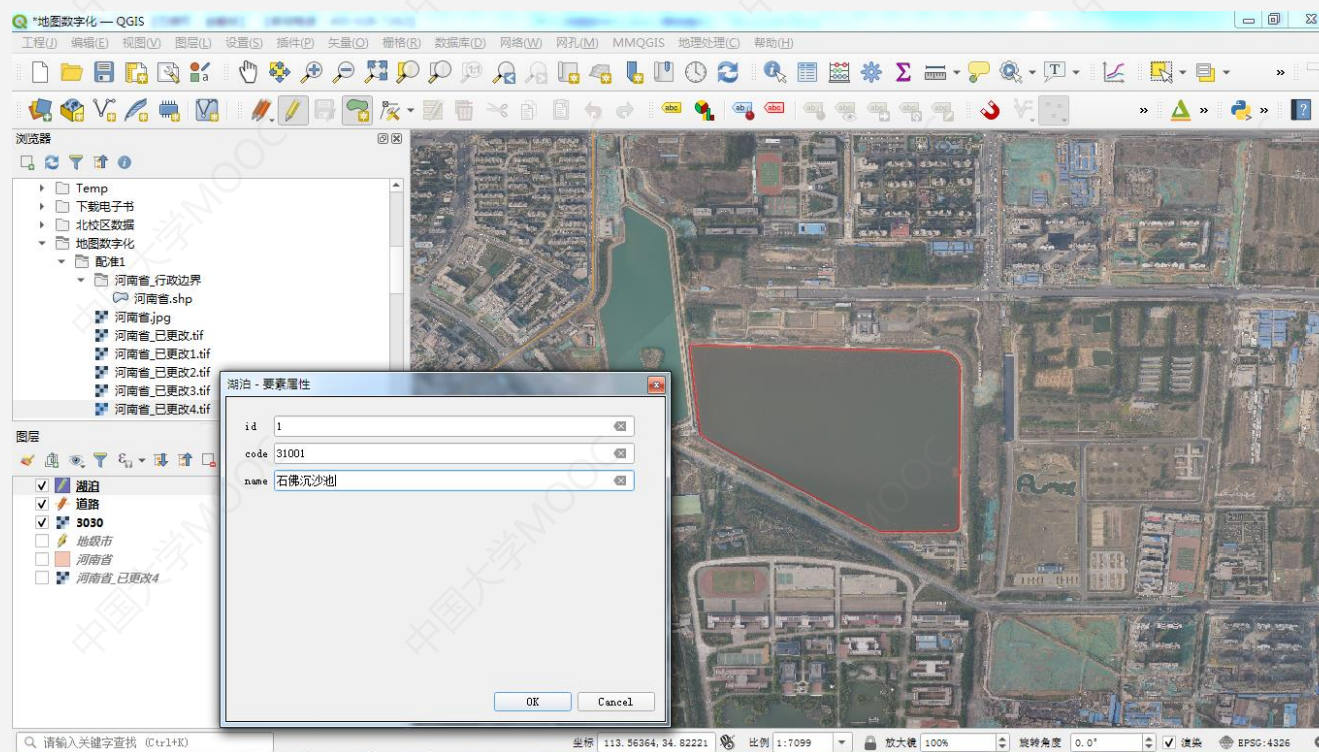 *地图数字化 — QGIS
工程(J) 编辑(E) 视图(V) 图层(L) 设置(S) 插件(P) 矢量(O) 栅格(R) 数据库(D) 网络(W) 网孔(M) MMQGIS 地理处理(C) 帮助(H)
浏览器
Temp
下载电子书
北校区数据
地图数字化
配准1
河南省_行政边界
河南省.shp
河南省.jpg
河南省_已更改.tif
河南省_已更改1.tif
河南省_已更改2.tif
河南省_已更改3.tif
河南省_已更改4.tif
湖泊 - 要素属性
id 1
code 31001
name 石佛沉沙池
OK Cancel
图层
湖泊
道路
3030
地级市
河南省
河南省_已更改4
请输入关键字查找 (Ctrl+K)
坐标 113.56364,34.82221 比例 1:7099 放大镜 100% 旋转角度 0.0° 渲染 EPSG:4326
中国大学MOOC